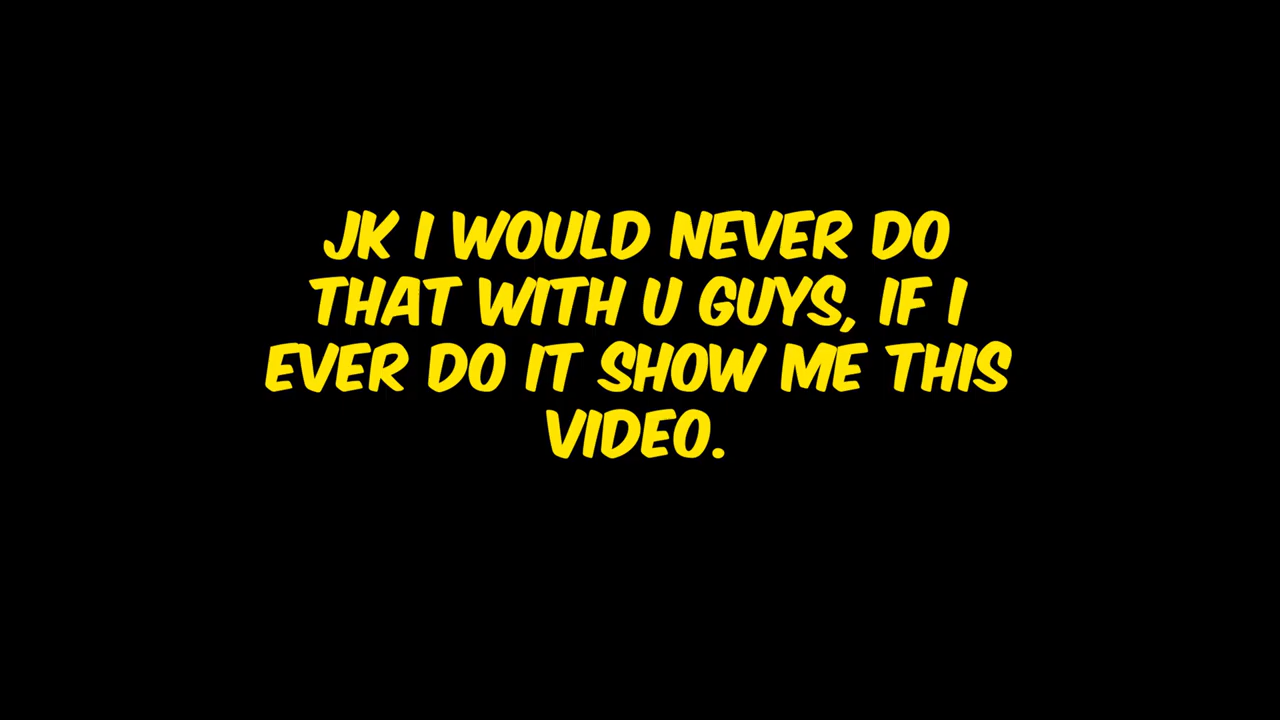 JK I WOULD NEVER DO
THAT WITH U GUYS, IF I
EVER DO IT SHOW ME THIS
VIDEO.